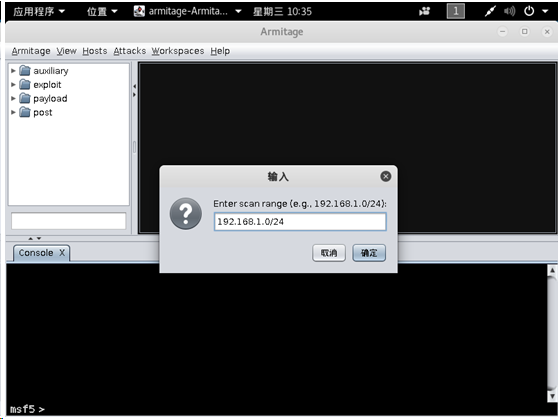 应用程序 位置 armitage-Armita... 星期三 10:35 1
Armitage
Armitage View Hosts Attacks Workspaces Help
auxiliary
exploit
payload
post
输入
Enter scan range (e.g., 192.168.1.0/24):
192.168.1.0/24
取消 确定
Console X
msf5 >